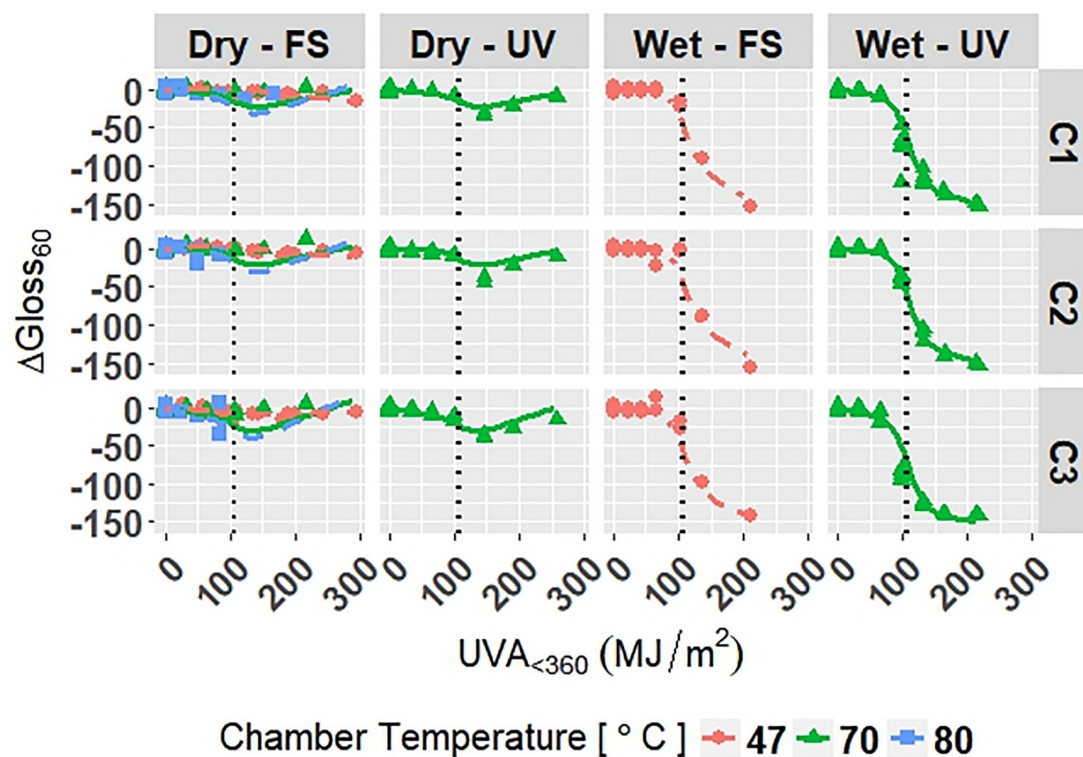 Dry - FS Dry - UV Wet - FS Wet - UV
0
-50
-100
-150
C1
0
-50
-100
-150
C2
0
-50
-100
-150
C3
ΔGloss₆₀
0 100 200 300 0 100 200 300 0 100 200 300 0 100 200 300
UVA<360 (MJ/m²)
Chamber Temperature [ ° C ] 47 70 80